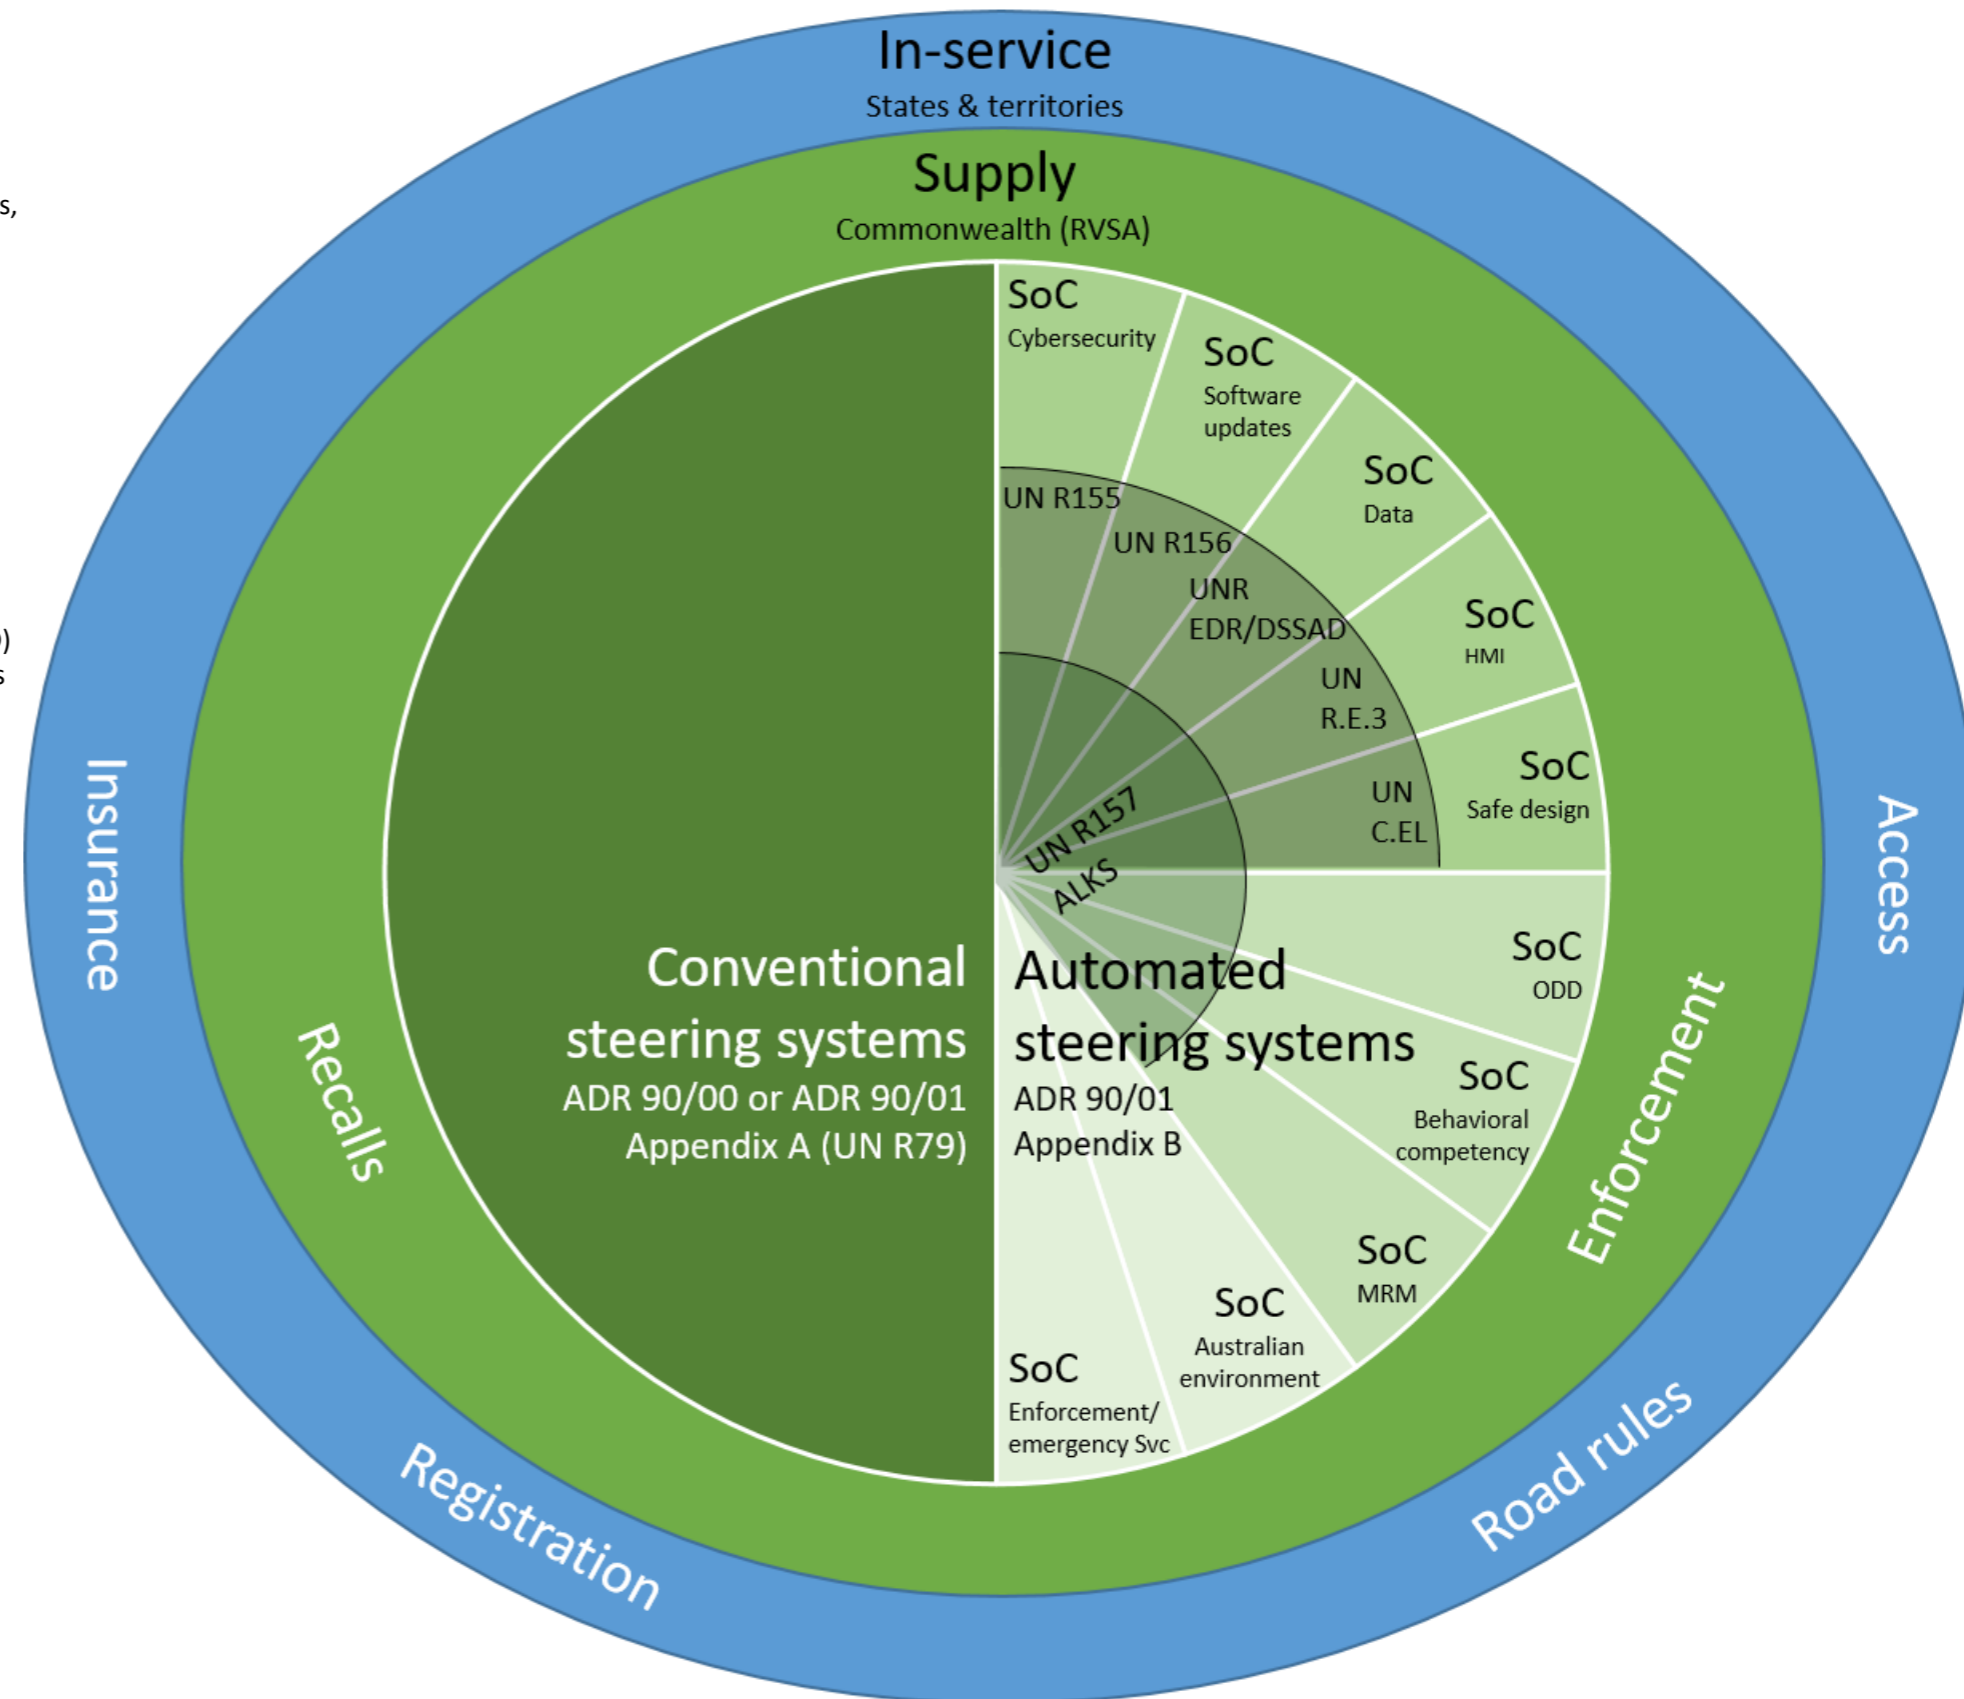 In-service
States & territories
Supply
Commonwealth (RVSA)
s,
SoC
Cybersecurity
SoC
Software
updates
SoC
Data
SoC
HMI
SoC
Safe design
UN R155
UN R156
UNR
EDR/DSSAD
UN
R.E.3
UN
C.EL
)
s
UN R157
ALKS
Insurance
Access
Conventional
steering systems
ADR 90/00 or ADR 90/01
Appendix A (UN R79)
Automated
steering systems
ADR 90/01
Appendix B
SoC
ODD
SoC
Behavioral
competency
SoC
MRM
SoC
Australian
environment
SoC
Enforcement/
emergency Svc
Recalls
Enforcement
Registration
Road rules